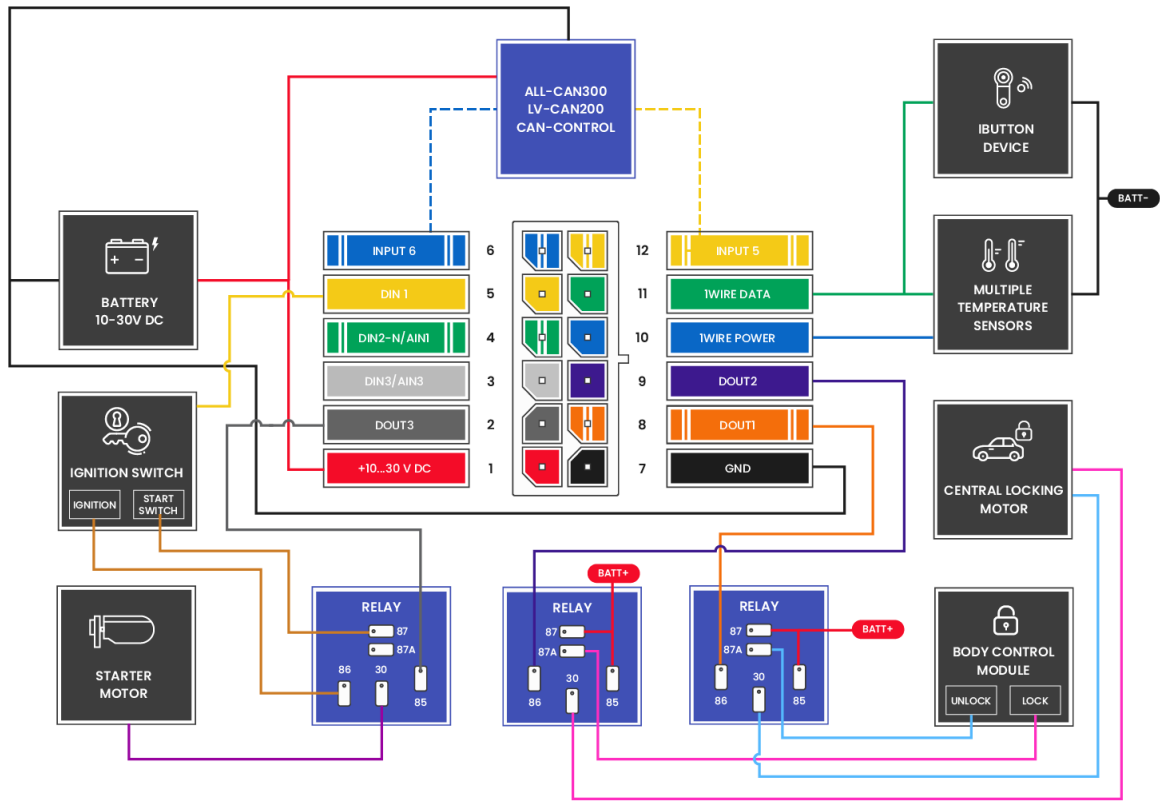 ALL-CAN300
LV-CAN200
CAN-CONTROL
IBUTTON
DEVICE
BATT-
BATTERY
10-30V DC
MULTIPLE
TEMPERATURE
SENSORS
INPUT 6
6
12
INPUT 5
DIN 1
5
11
1WIRE DATA
DIN2-N/AIN1
4
10
1WIRE POWER
DIN3/AIN3
3
9
DOUT2
DOUT3
2
8
DOUT1
+10...30 V DC
1
7
GND
IGNITION SWITCH
IGNITION
START
SWITCH
CENTRAL LOCKING
MOTOR
STARTER
MOTOR
RELAY
87
87A
86
30
85
BATT+
RELAY
87
87A
30
86
85
RELAY
87
87A
30
86
85
BATT+
BODY CONTROL
MODULE
UNLOCK
LOCK